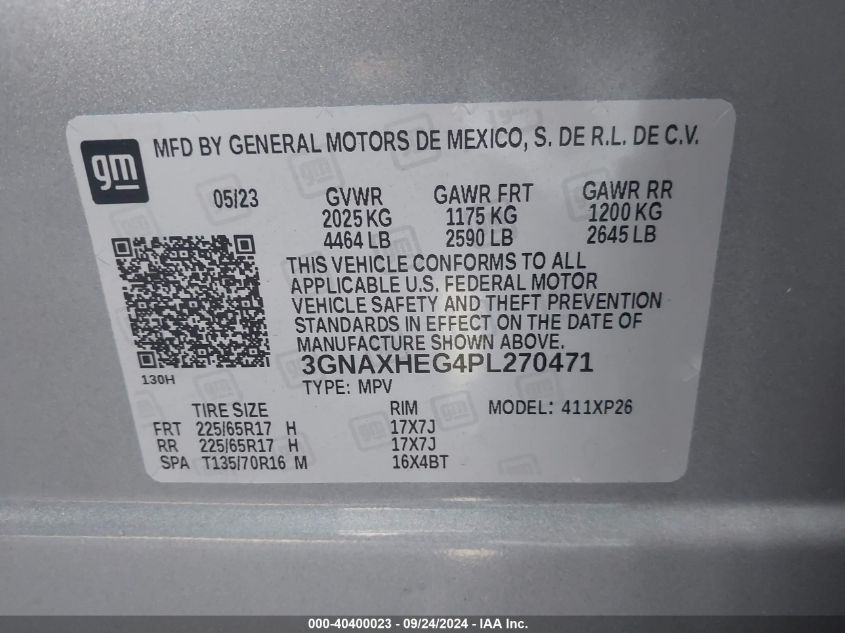 gm
MFD BY GENERAL MOTORS DE MEXICO, S. DE R.L. DE C.V.
05/23 GVWR GAWR FRT GAWR RR
2025 KG 1175 KG 1200 KG
4464 LB 2590 LB 2645 LB
THIS VEHICLE CONFORMS TO ALL
APPLICABLE U.S. FEDERAL MOTOR
VEHICLE SAFETY AND THEFT PREVENTION
STANDARDS IN EFFECT ON THE DATE OF
MANUFACTURE SHOWN ABOVE.
3GNAXHEG4PL270471
130H
TYPE: MPV
TIRE SIZE RIM MODEL: 411XP26
FRT 225/65R17 H 17X7J
RR 225/65R17 H 17X7J
SPA T135/70R16 M 16X4BT
000-40400023 - 09/24/2024 - IAA Inc.